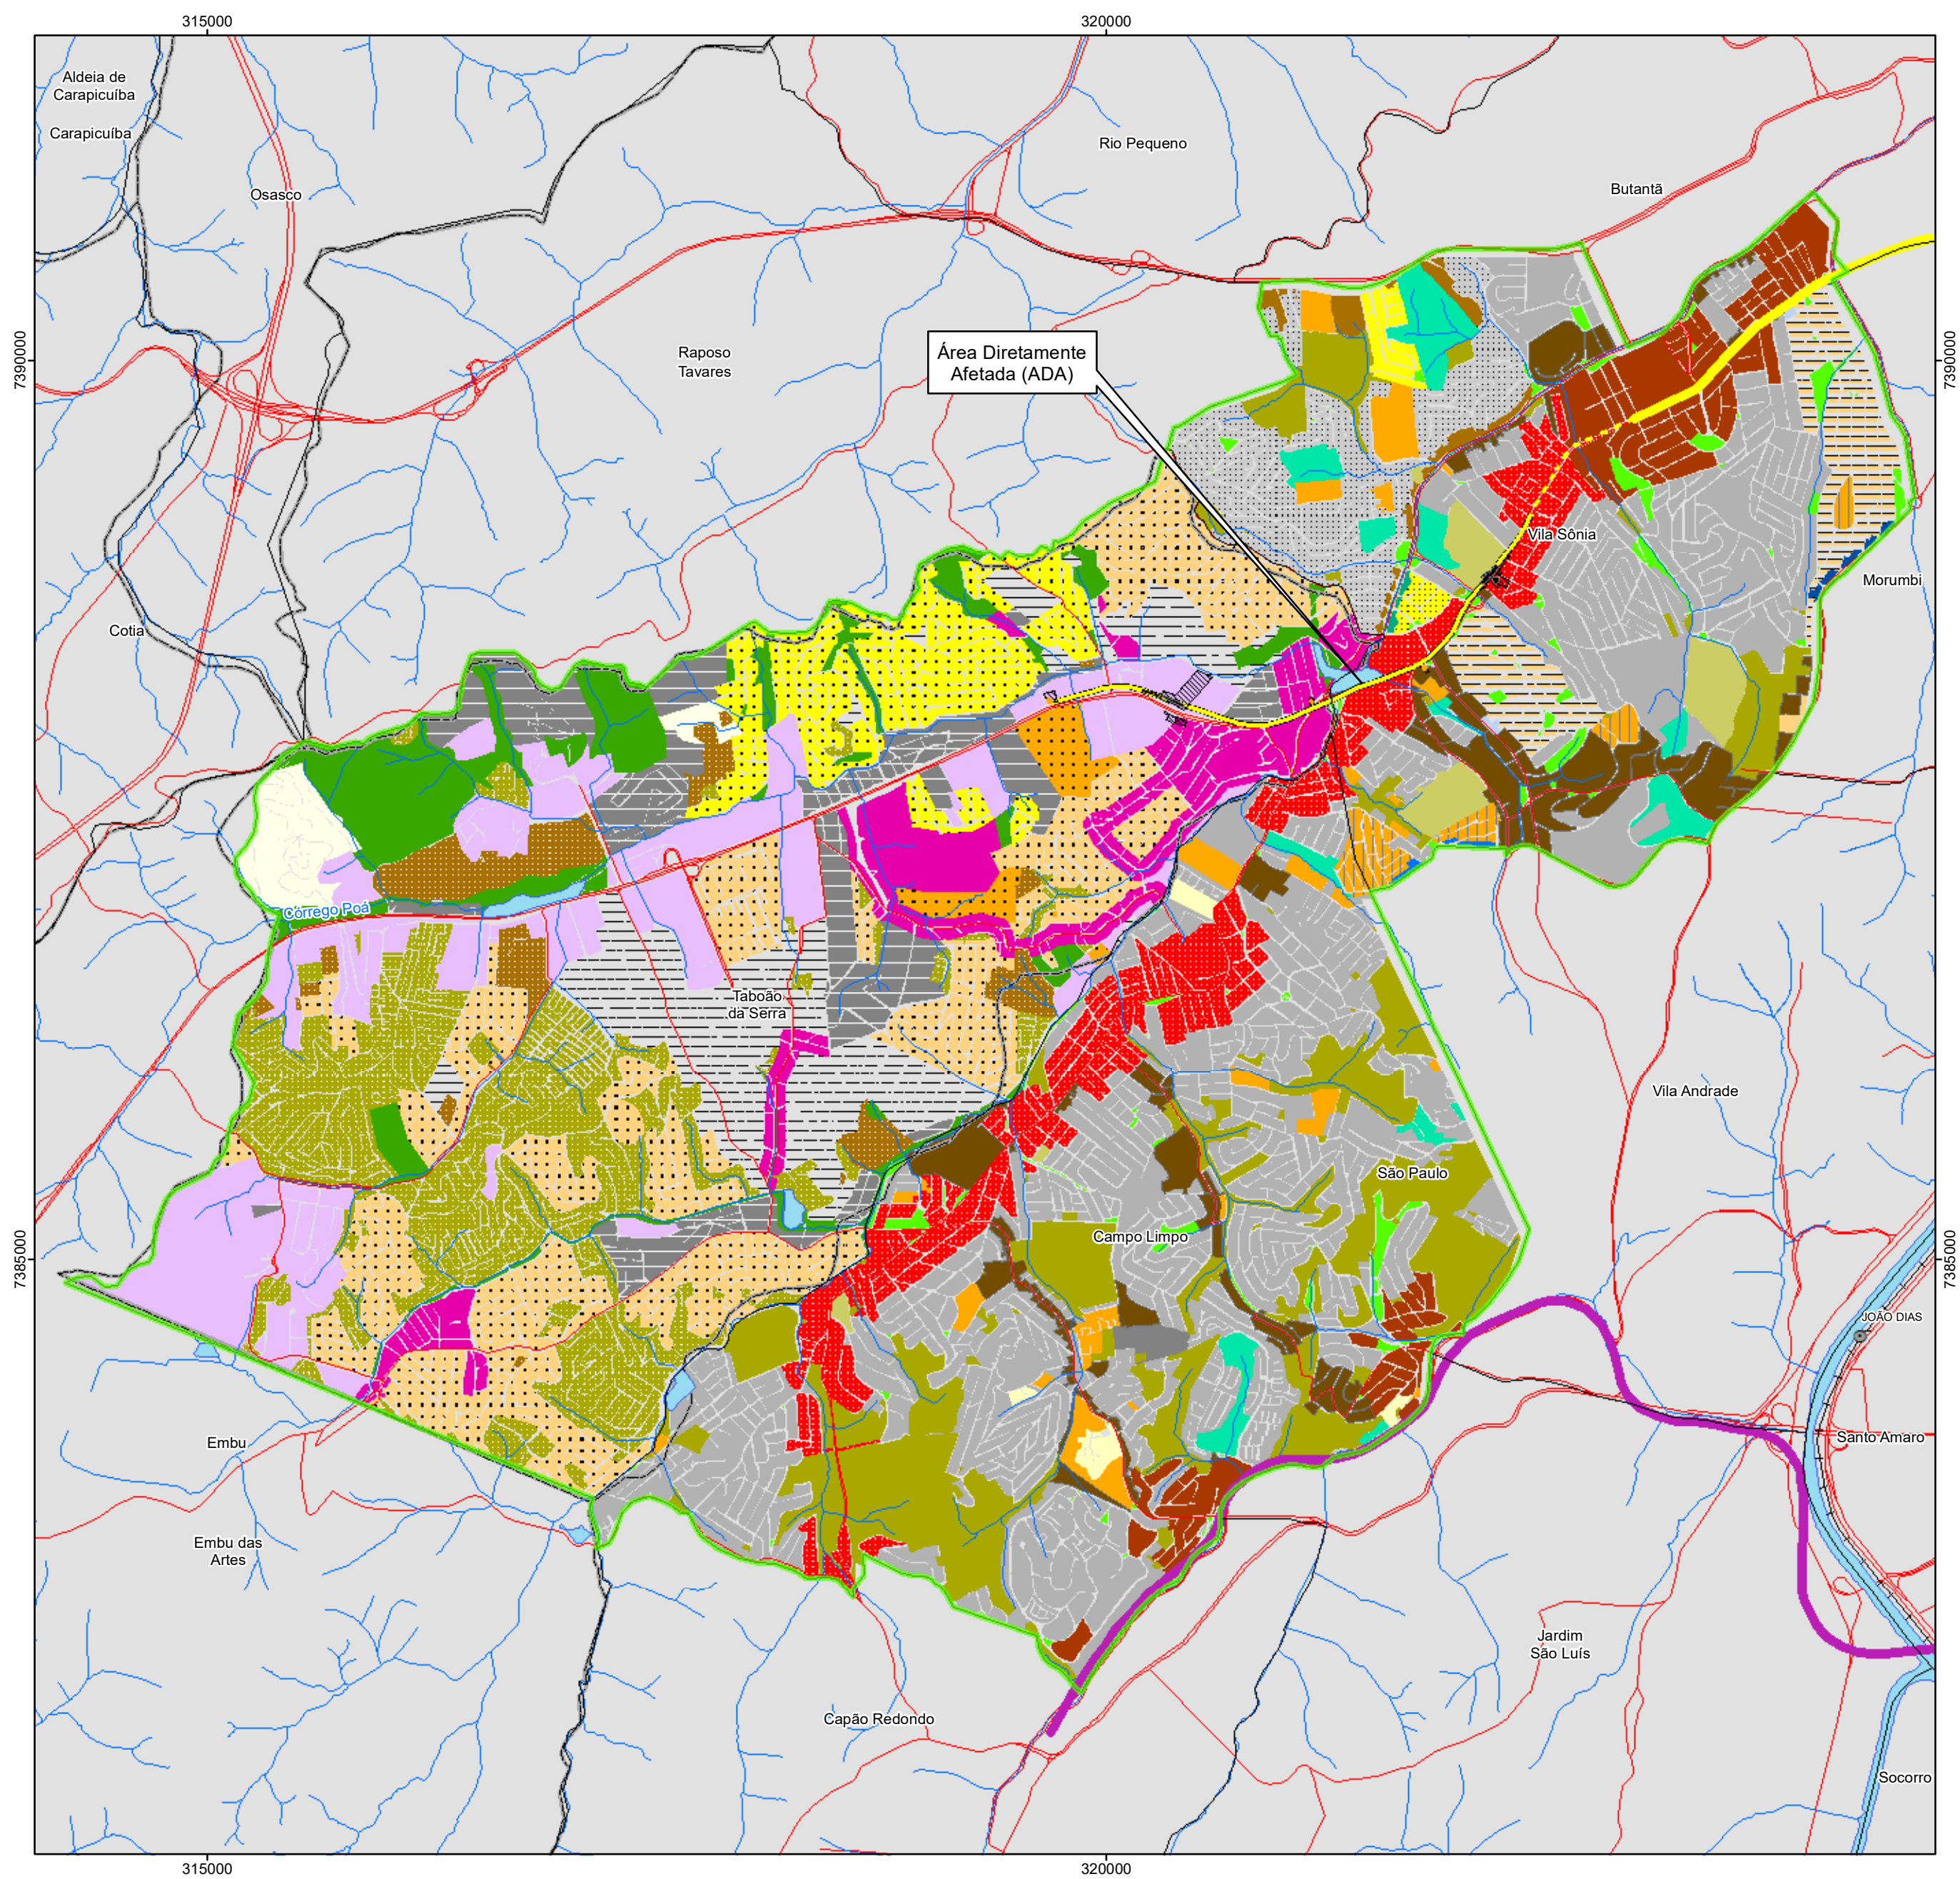 315000
320000
Aldeia de
Carapicuíba
Carapicuíba
Osasco
Rio Pequeno
Butantã
7390000
7390000
Raposo
Tavares
Área Diretamente
Afetada (ADA)
Vila Sônia
Morumbi
Cotia
Córrego Poá
Taboão
da Serra
Vila Andrade
São Paulo
Campo Limpo
7385000
7385000
JOÃO DIAS
Embu
Santo Amaro
Embu das
Artes
Jardim
São Luís
Capão Redondo
Socorro
315000
320000